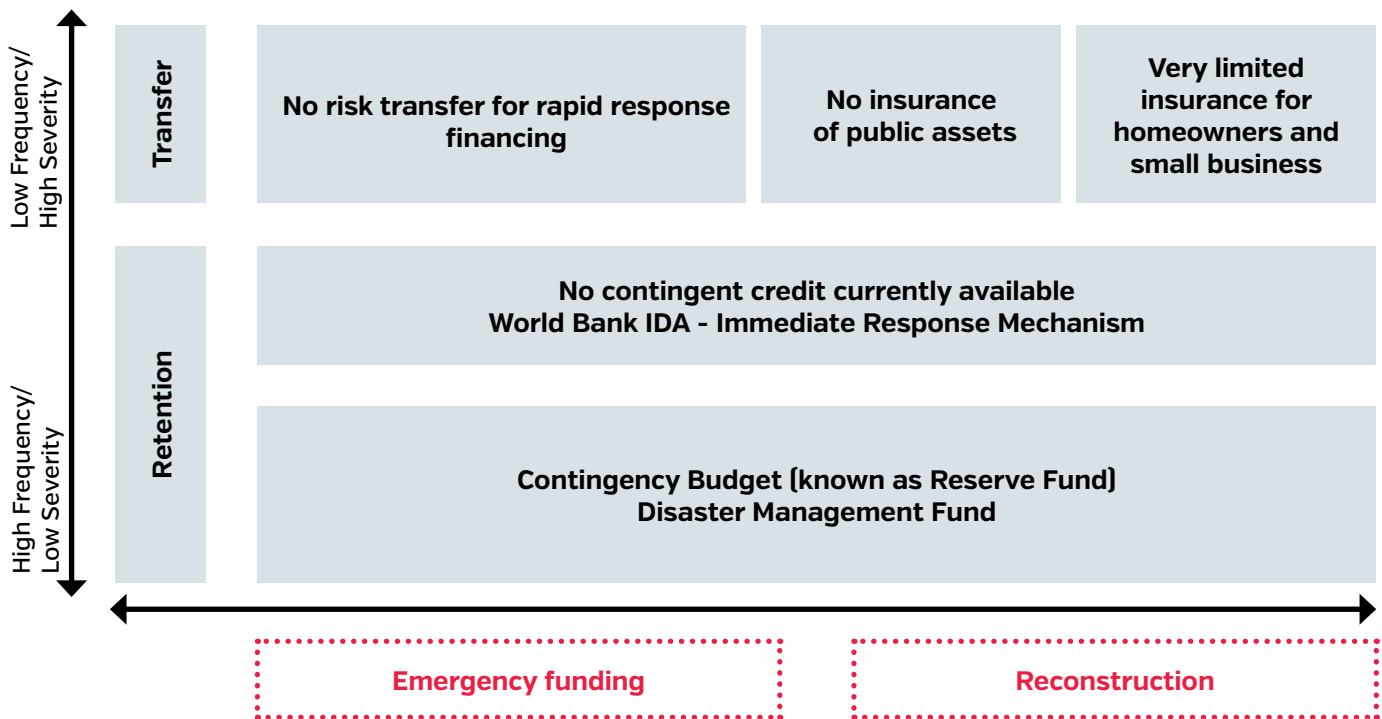 Low Frequency/
High Severity
Transfer
No risk transfer for rapid response
financing
No insurance
of public assets
Very limited
insurance for
homeowners and
small business
High Frequency/
Low Severity
Retention
No contingent credit currently available
World Bank IDA - Immediate Response Mechanism
Contingency Budget (known as Reserve Fund)
Disaster Management Fund
Emergency funding
Reconstruction